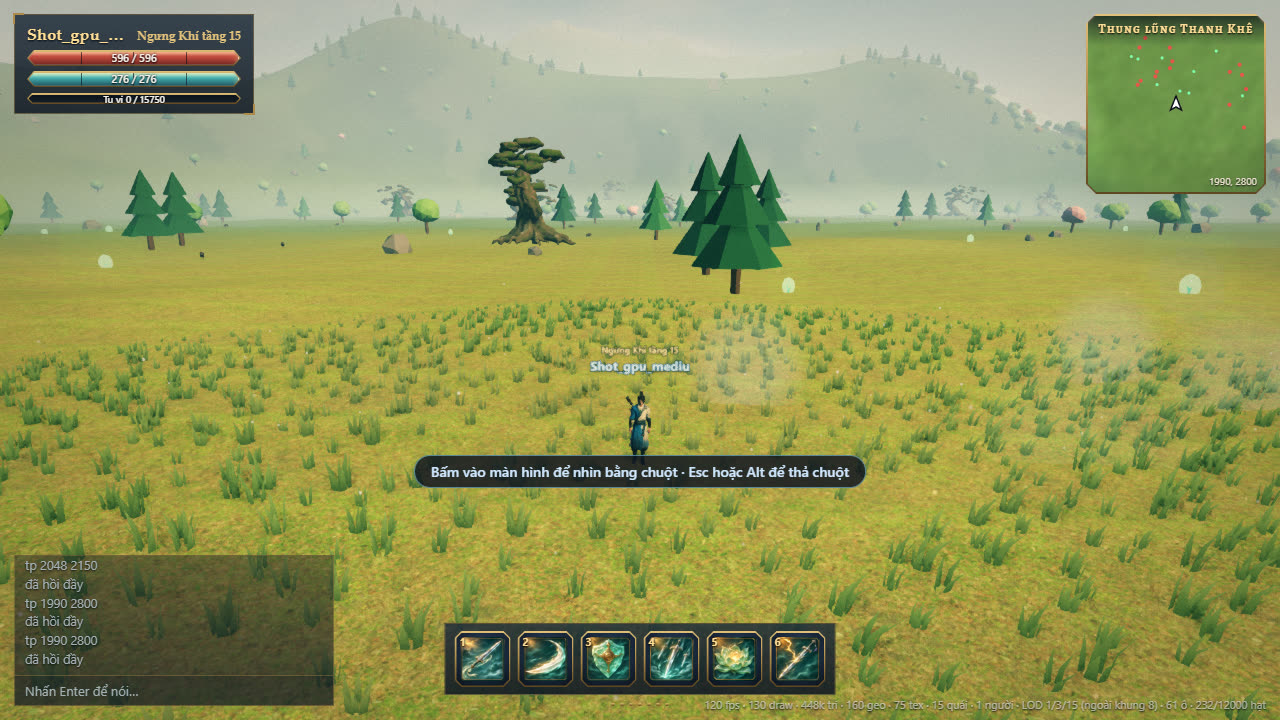 Shot_gpu_... Ngưng Khí tầng 15
596 / 596
276 / 276
Tu vi 0 / 15750
Thung lũng Thanh Khê
1990, 2800
Ngưng Khí tầng 15
Shot_gpu_mediu
Bấm vào màn hình để nhìn bằng chuột · Esc hoặc Alt để thả chuột
tp 2048 2150
đã hồi đầy
tp 1990 2800
đã hồi đầy
tp 1990 2800
đã hồi đầy
Nhấn Enter để nói...
1 2 3 4 5 6
120 fps · 130 draw · 448k tri · 160 geo · 75 tex · 15 quái · 1 người · LOD 1/3/15 (ngoài khung 8) · 61 ô · 232/12000 hạt